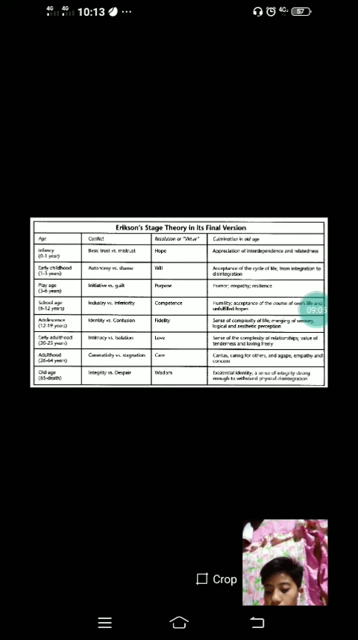 4G 4G 10:13 4G 57
Erikson's Stage Theory in its Final Version
Age Conflict Resolution or "Virtue" Culmination in old age
Infancy Basic trust vs. mistrust Hope Appreciation of interdependence and relatedness
(0-1 year)
Early childhood Autonomy vs. shame Will Acceptance of the cycle of life, from integration to
(1-3 years) disintegration
Play age Initiative vs. guilt Purpose Humor; empathy; resilience
(3-6 years)
School age Industry vs. Inferiority Competence Humility; acceptance of the course of one's life and
(6-12 years) unfulfilled hopes
09:05
Adolescence Identity vs. Confusion Fidelity Sense of complexity of life; merging of sensory,
(12-19 years) logical and aesthetic perception
Early adulthood Intimacy vs. Isolation Love Sense of the complexity of relationships; value of
(20-25 years) tenderness and loving freely
Adulthood Generativity vs. stagnation Care Caritas, caring for others, and agape, empathy and
(26-64 years) concern
Old age Integrity vs. Despair Wisdom Existential identity; a sense of integrity strong
(65-death) enough to withstand physical disintegration
Crop